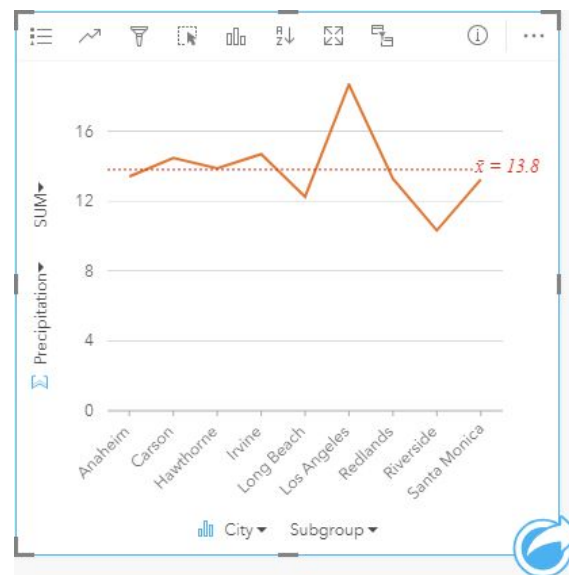 16
x̄ = 13.8
12
8
4
0
SUM
Precipitation
Anaheim
Carson
Hawthorne
Irvine
Long Beach
Los Angeles
Redlands
Riverside
Santa Monica
City Subgroup